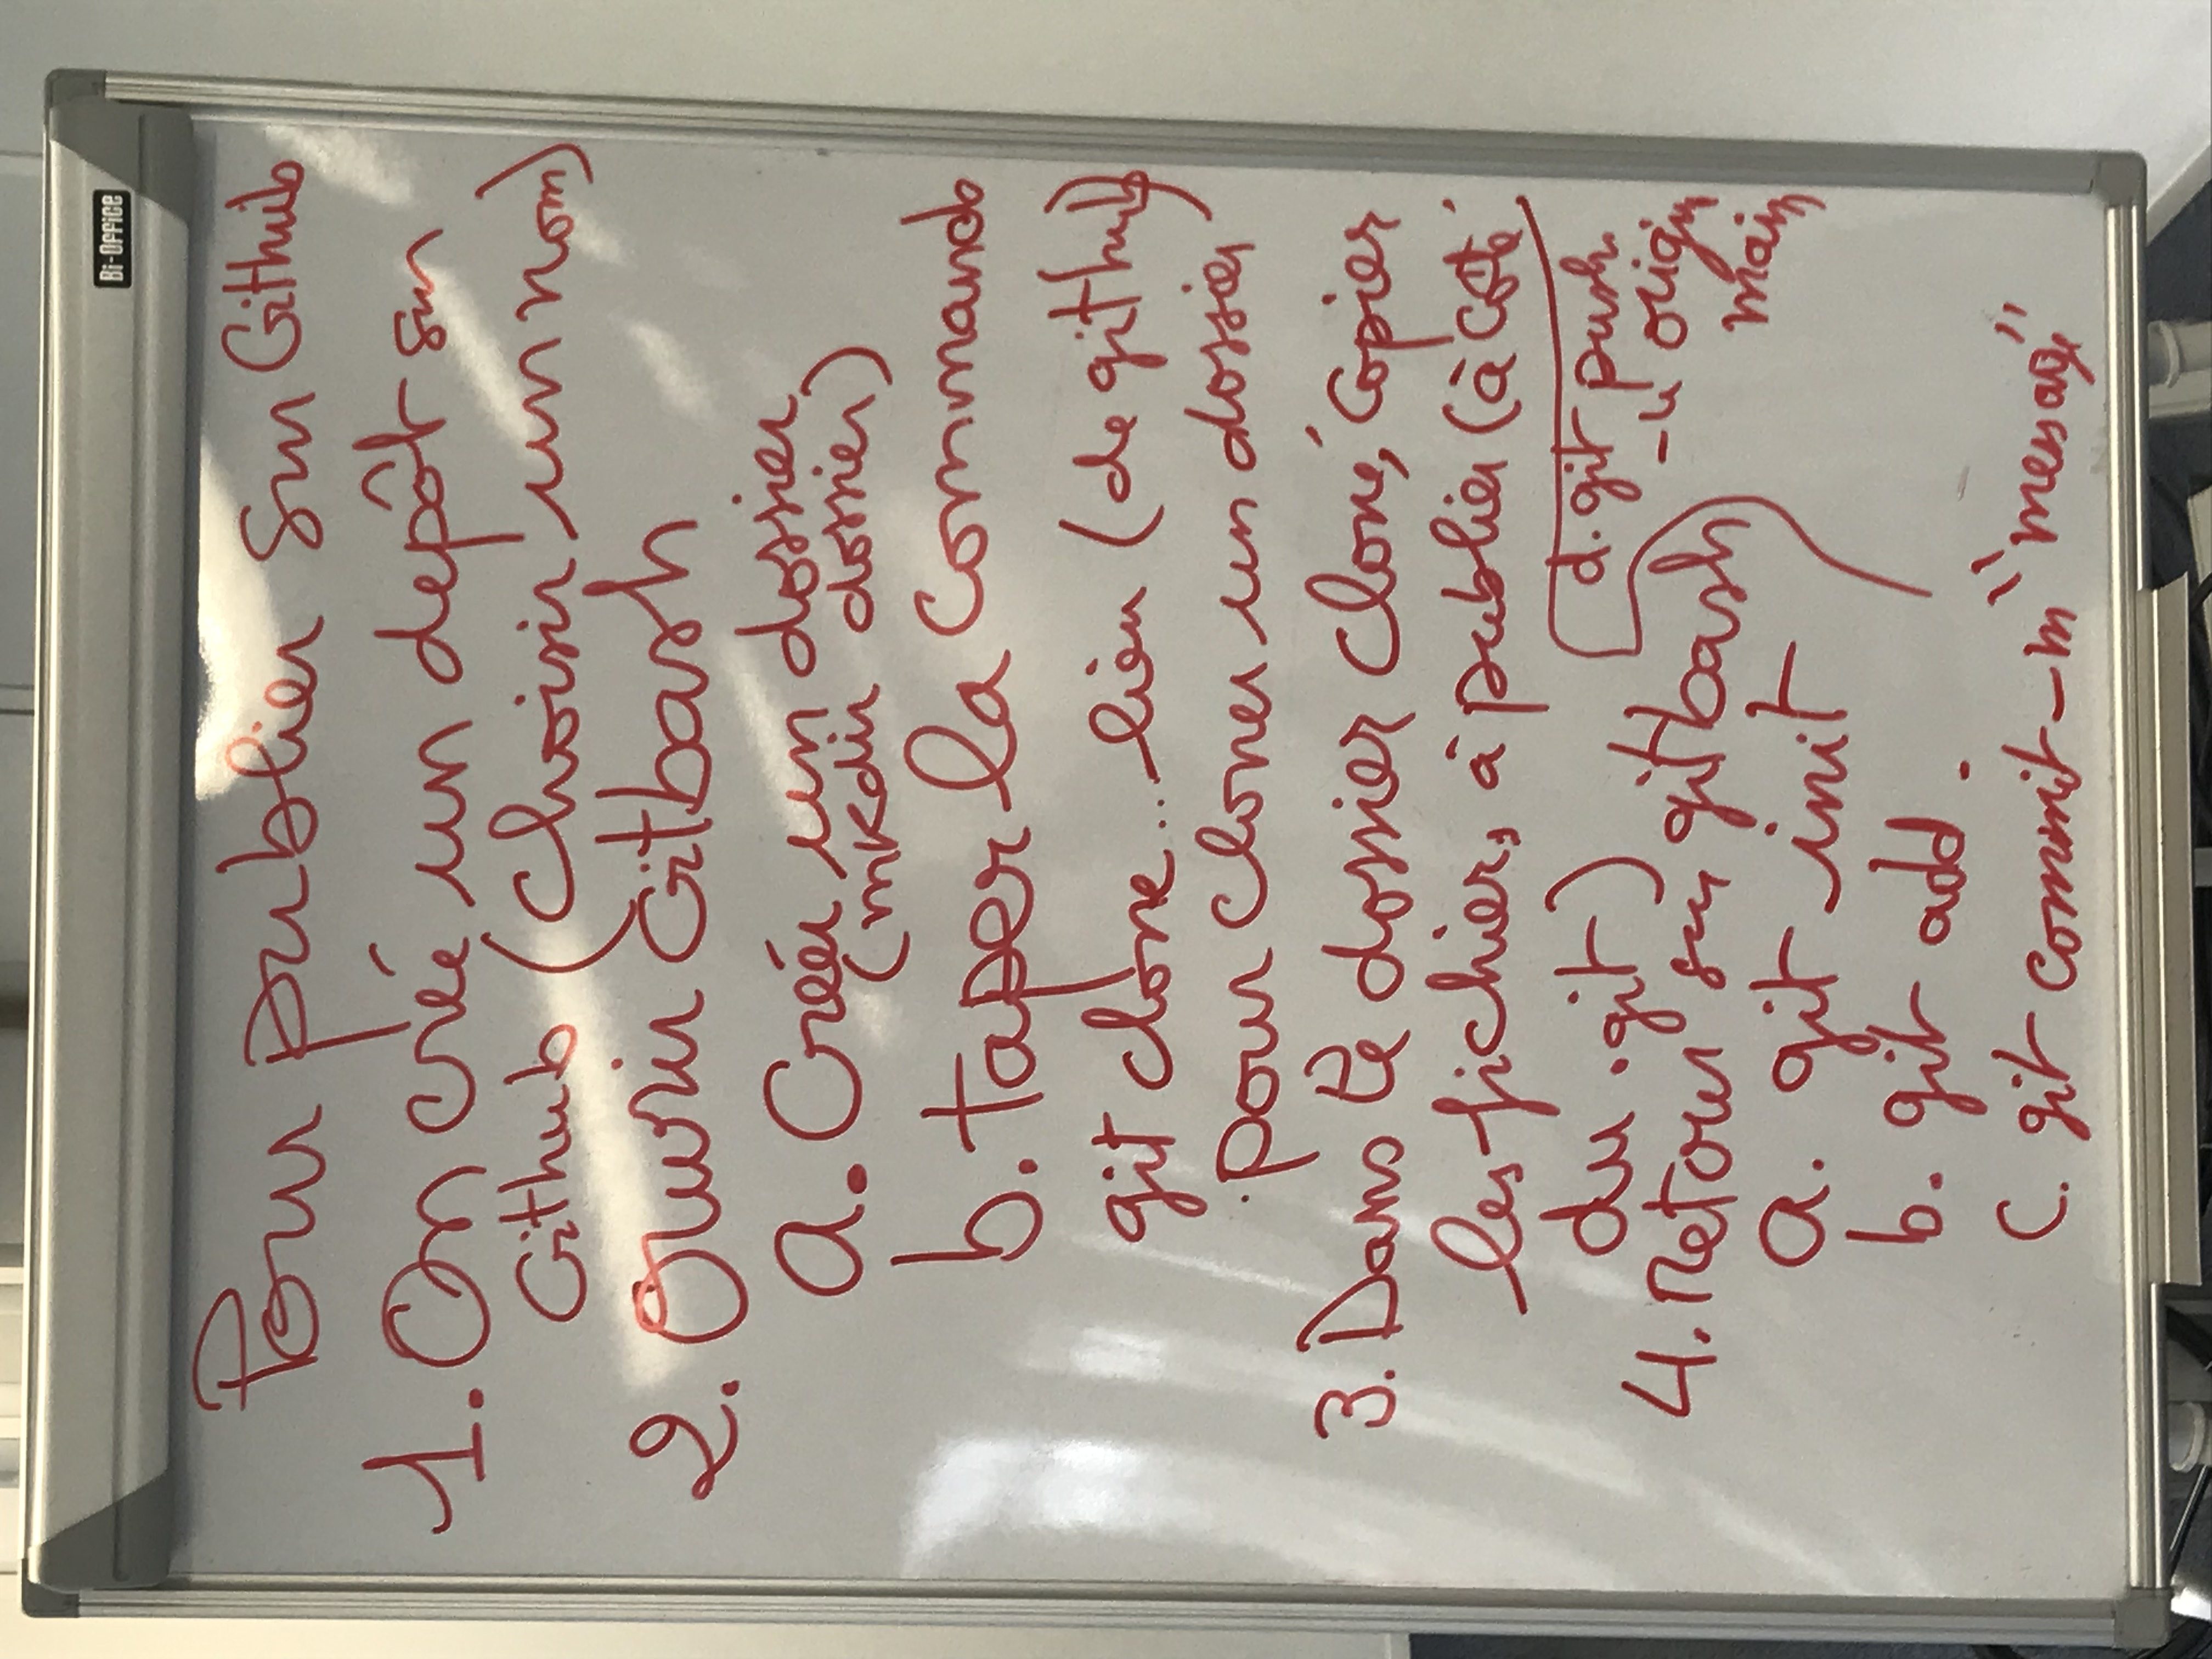 Bi-Office
Pour publier sur Github
1. On crée un depôt sur
Github (Choisir un nom)
2. Ouvrir Gitbash
a. Créer un dossier
(mkdir dossier)
b. taper la commande
git clone... lien (de github)
pour cloner un dossier
3. Dans le dossier cloné, copier
les fichiers à publier (à côté
du .git)
4. Retour sur gitbash
a. git init
b. git add .
c. git commit -m "message"
d. git push
-u origin
main